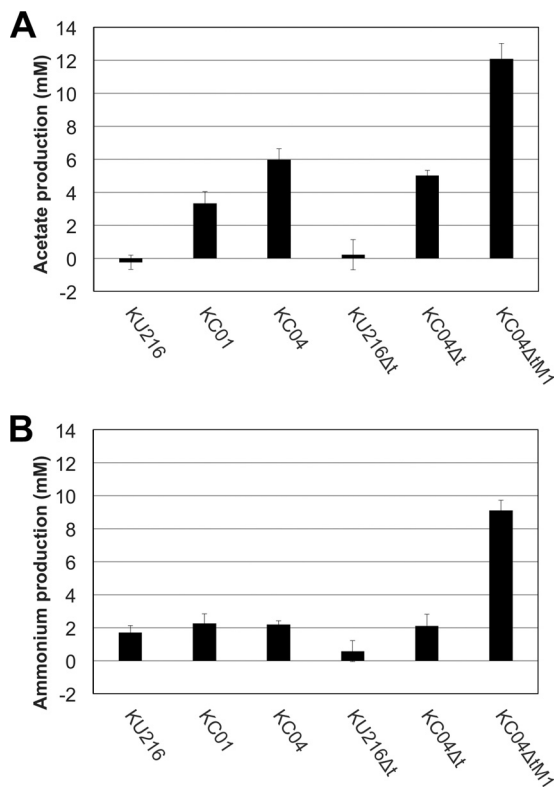 A
Acetate production (mM)
14
12
10
8
6
4
2
0
-2
KU216
KC01
KC04
KU216Δt
KC04Δt
KC04ΔtM1
B
Ammonium production (mM)
14
12
10
8
6
4
2
0
-2
KU216
KC01
KC04
KU216Δt
KC04Δt
KC04ΔtM1